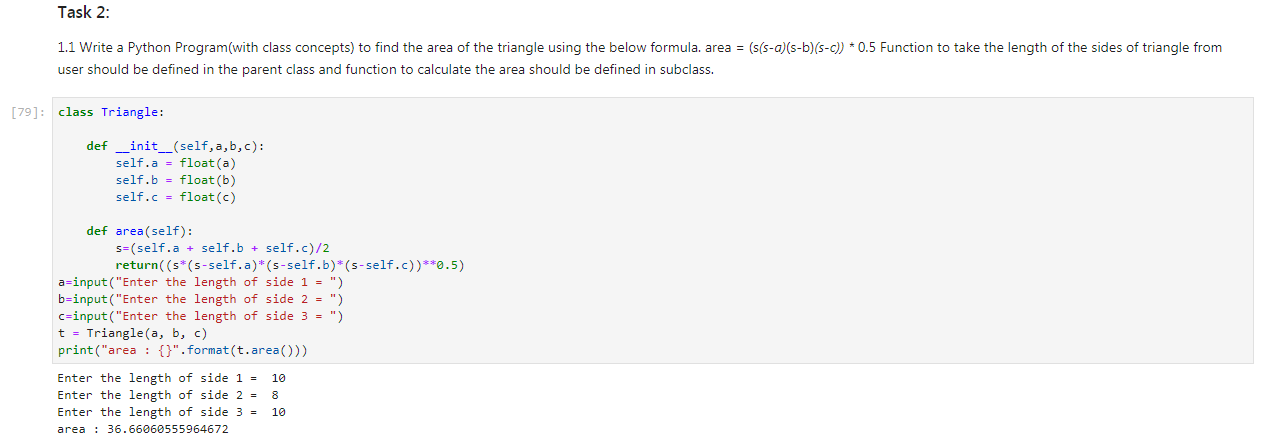 Task 2:
1.1 Write a Python Program(with class concepts) to find the area of the triangle using the below formula. area = (s(s-a)(s-b)(s-c)) * 0.5 Function to take the length of the sides of triangle from
user should be defined in the parent class and function to calculate the area should be defined in subclass.
[79]: class Triangle:
    def __init__(self,a,b,c):
        self.a = float(a)
        self.b = float(b)
        self.c = float(c)
    def area(self):
        s=(self.a + self.b + self.c)/2
        return((s*(s-self.a)*(s-self.b)*(s-self.c))**0.5)
a=input("Enter the length of side 1 = ")
b=input("Enter the length of side 2 = ")
c=input("Enter the length of side 3 = ")
t = Triangle(a, b, c)
print("area : {}".format(t.area()))
Enter the length of side 1 =  10
Enter the length of side 2 =  8
Enter the length of side 3 =  10
area : 36.66060555964672